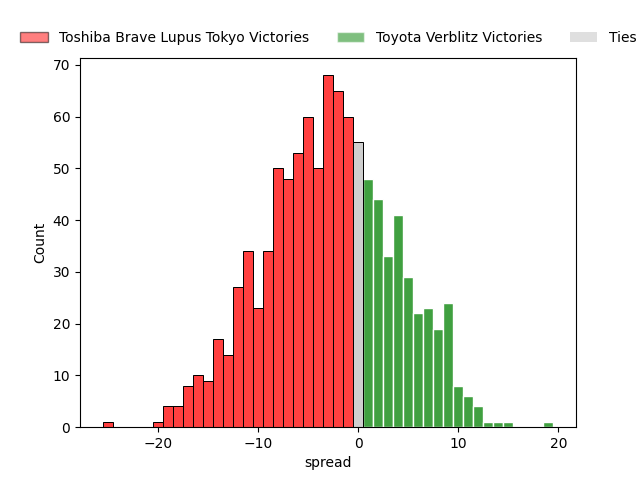 Toshiba Brave Lupus Tokyo Victories Toyota Verblitz Victories Ties
70
60
50
40
30
20
10
0
Count
−20 −10 0 10 20
spread